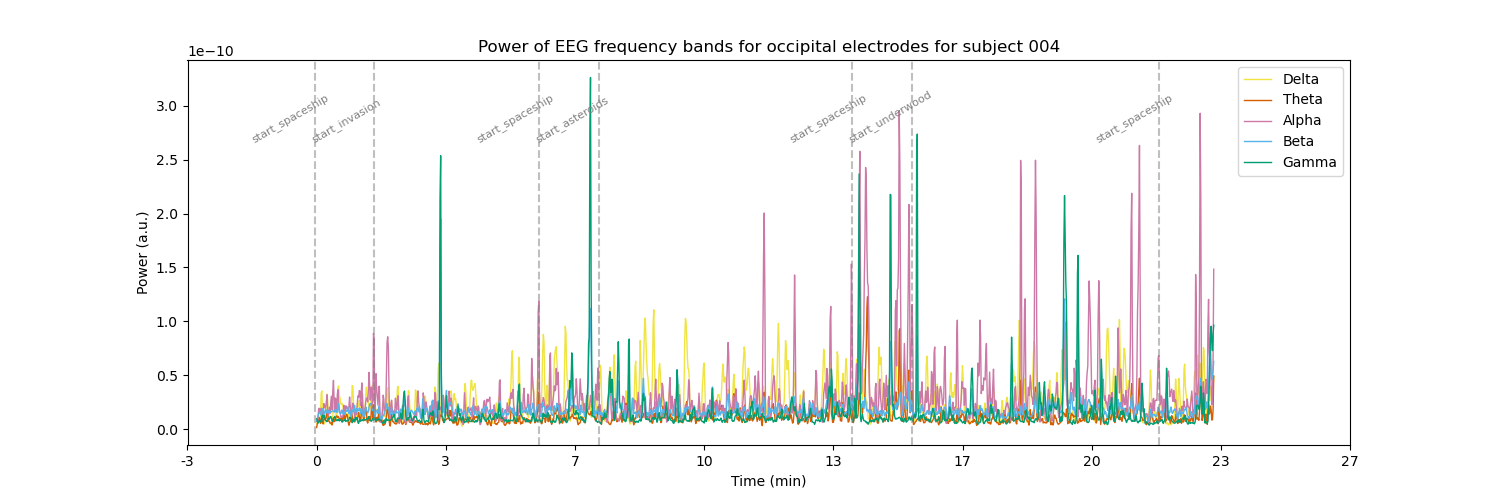 Power of EEG frequency bands for occipital electrodes for subject 004
1e−10
Power (a.u.)
3.0
2.5
2.0
1.5
1.0
0.5
0.0
start_spaceship
start_invasion
start_spaceship
start_asteroids
start_spaceship
start_underwood
start_spaceship
Delta
Theta
Alpha
Beta
Gamma
-3 0 3 7 10 13 17 20 23 27
Time (min)